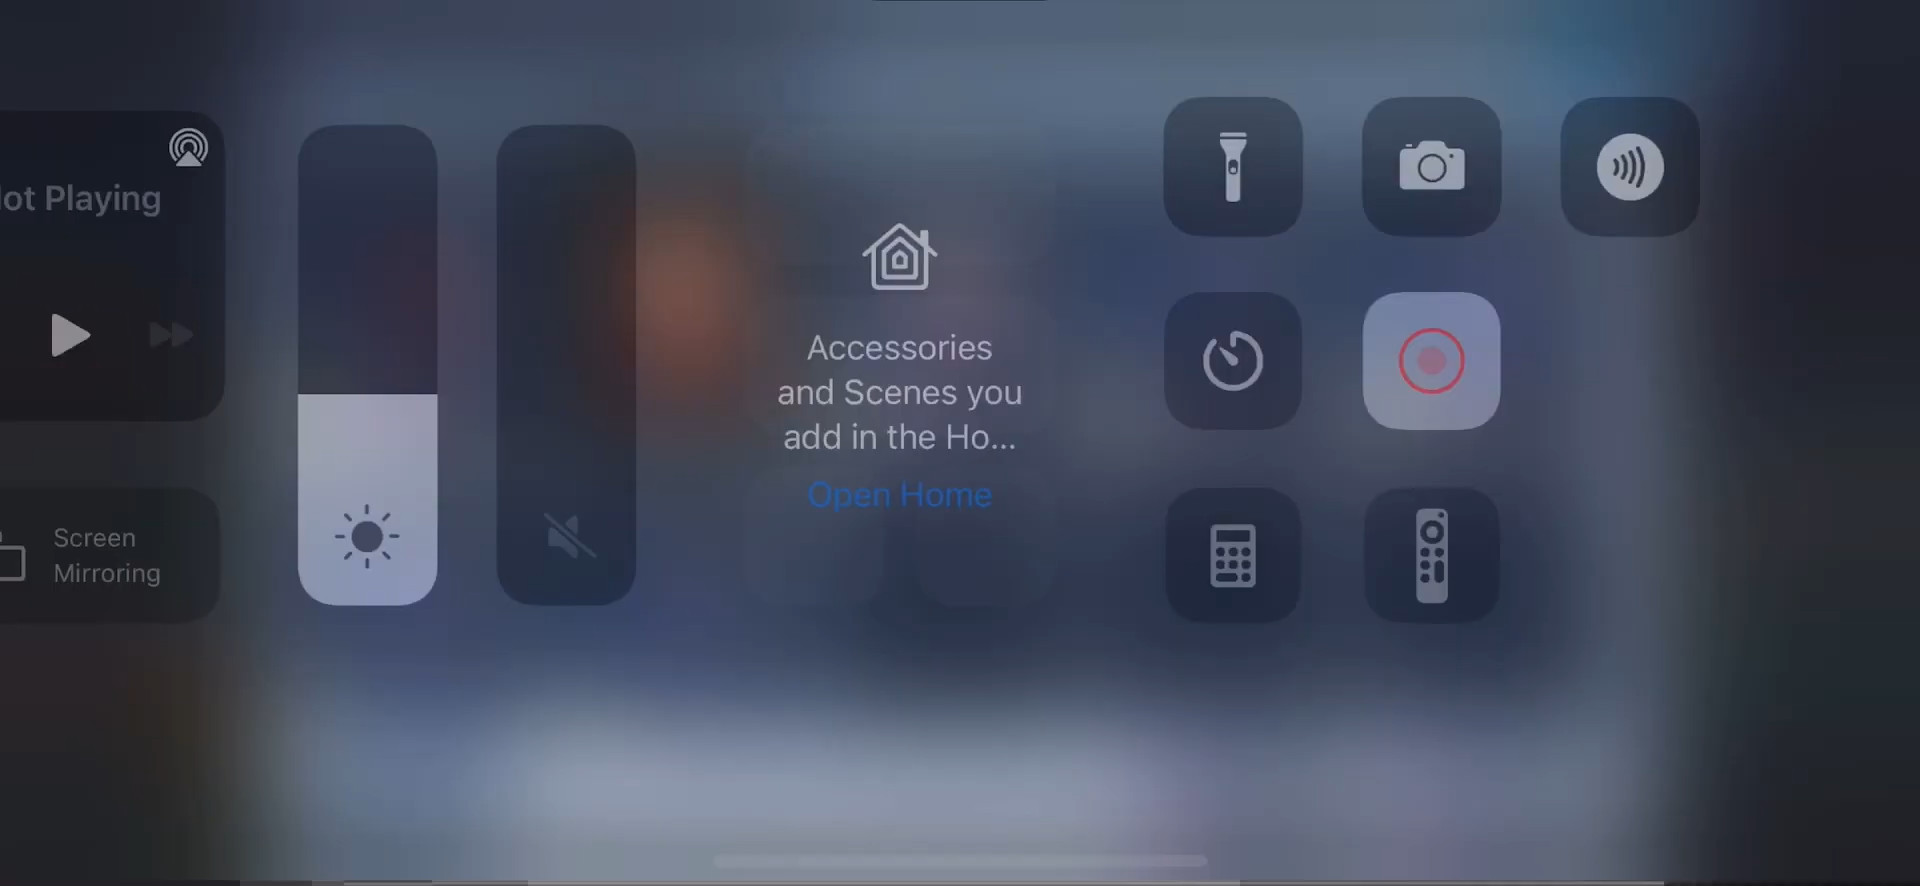 ot Playing
Screen
Mirroring
Accessories
and Scenes you
add in the Ho...
Open Home